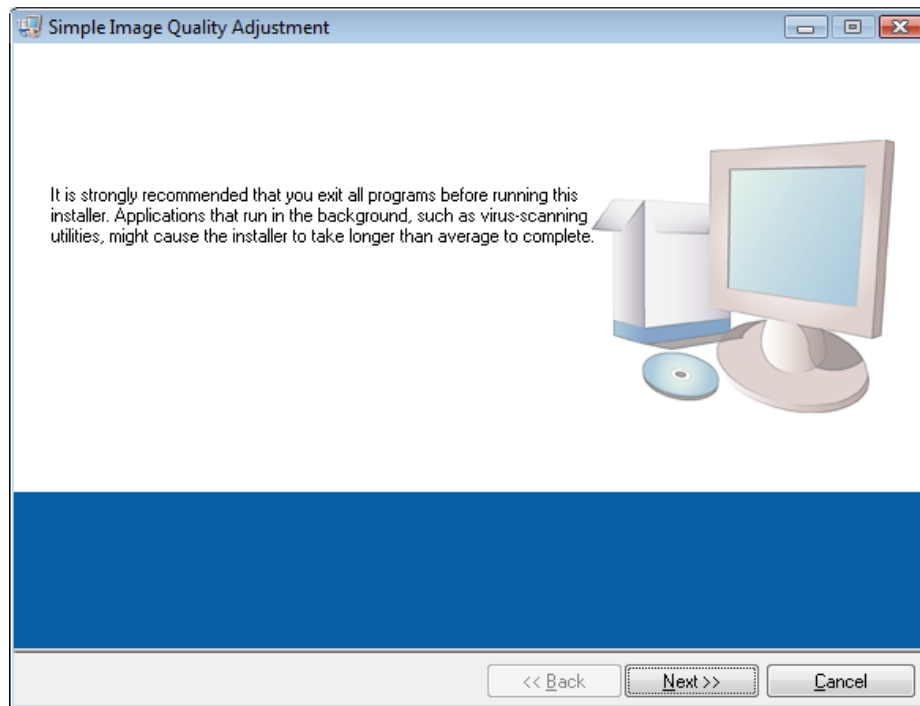 Simple Image Quality Adjustment
It is strongly recommended that you exit all programs before running this
installer. Applications that run in the background, such as virus-scanning
utilities, might cause the installer to take longer than average to complete.
<< Back
Next >>
Cancel